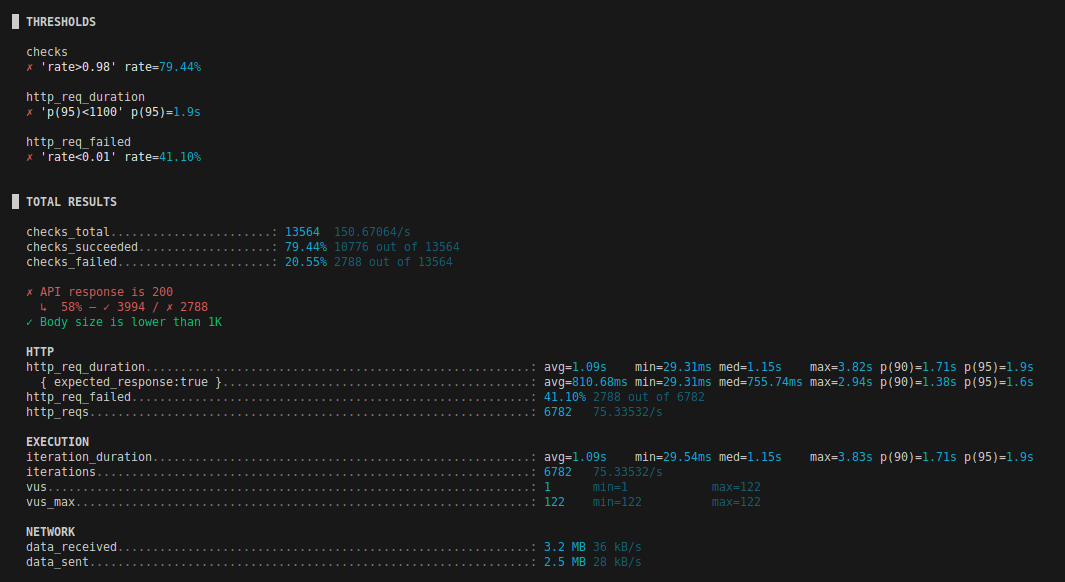 █ THRESHOLDS

checks
✗ 'rate>0.98' rate=79.44%

http_req_duration
✗ 'p(95)<1100' p(95)=1.9s

http_req_failed
✗ 'rate<0.01' rate=41.10%

█ TOTAL RESULTS

checks_total.......................: 13564  150.67064/s
checks_succeeded...................: 79.44% 10776 out of 13564
checks_failed......................: 20.55% 2788 out of 13564

✗ API response is 200
  ↳  58% — ✓ 3994 / ✗ 2788
✓ Body size is lower than 1K

HTTP
http_req_duration.......................................................: avg=1.09s    min=29.31ms med=1.15s    max=3.82s p(90)=1.71s p(95)=1.9s
  { expected_response:true }............................................: avg=810.68ms min=29.31ms med=755.74ms max=2.94s p(90)=1.38s p(95)=1.6s
http_req_failed.........................................................: 41.10% 2788 out of 6782
http_reqs...............................................................: 6782   75.33532/s

EXECUTION
iteration_duration......................................................: avg=1.09s    min=29.54ms med=1.15s    max=3.83s p(90)=1.71s p(95)=1.9s
iterations..............................................................: 6782   75.33532/s
vus.....................................................................: 1      min=1            max=122
vus_max.................................................................: 122    min=122          max=122

NETWORK
data_received...........................................................: 3.2 MB 36 kB/s
data_sent...............................................................: 2.5 MB 28 kB/s